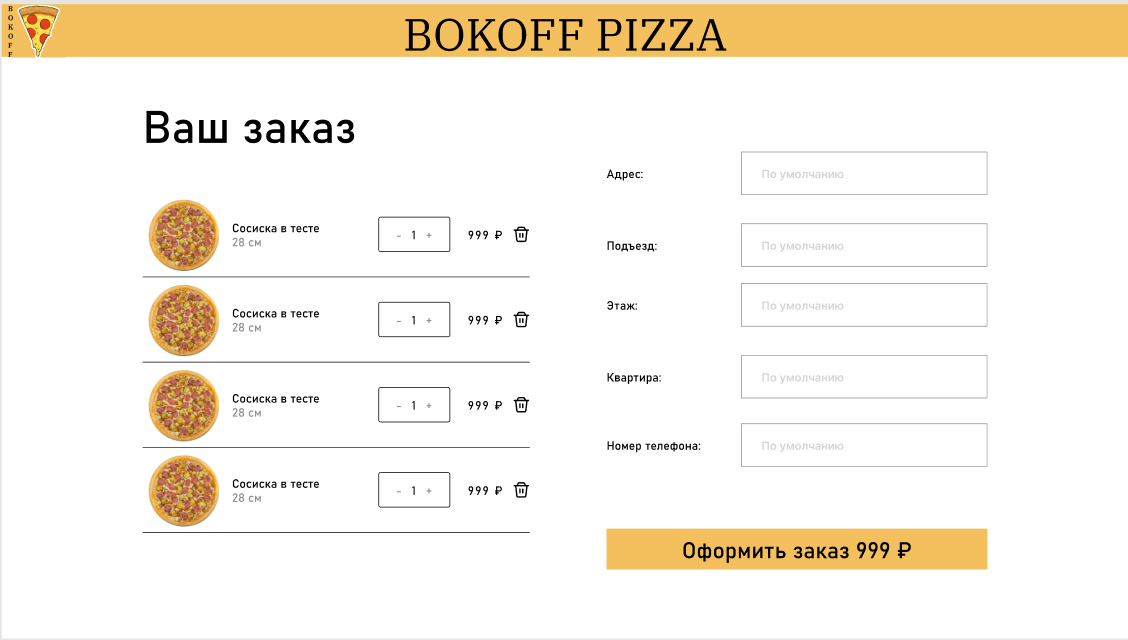 BOKOFF
BOKOFF PIZZA
Ваш заказ
Сосиска в тесте
28 см
- 1 +
999 ₽
Сосиска в тесте
28 см
- 1 +
999 ₽
Сосиска в тесте
28 см
- 1 +
999 ₽
Сосиска в тесте
28 см
- 1 +
999 ₽
Адрес:
По умолчанию
Подъезд:
По умолчанию
Этаж:
По умолчанию
Квартира:
По умолчанию
Номер телефона:
По умолчанию
Оформить заказ 999 ₽